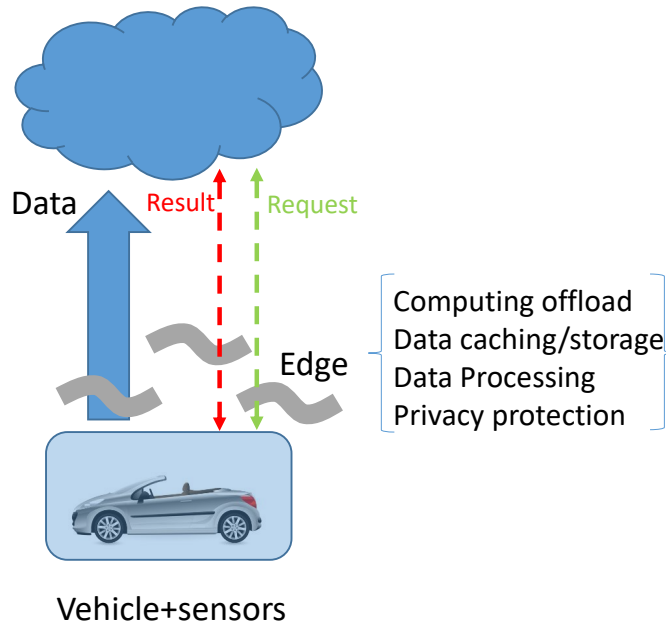 Data
Result
Request
Edge
Computing offload
Data caching/storage
Data Processing
Privacy protection
Vehicle+sensors